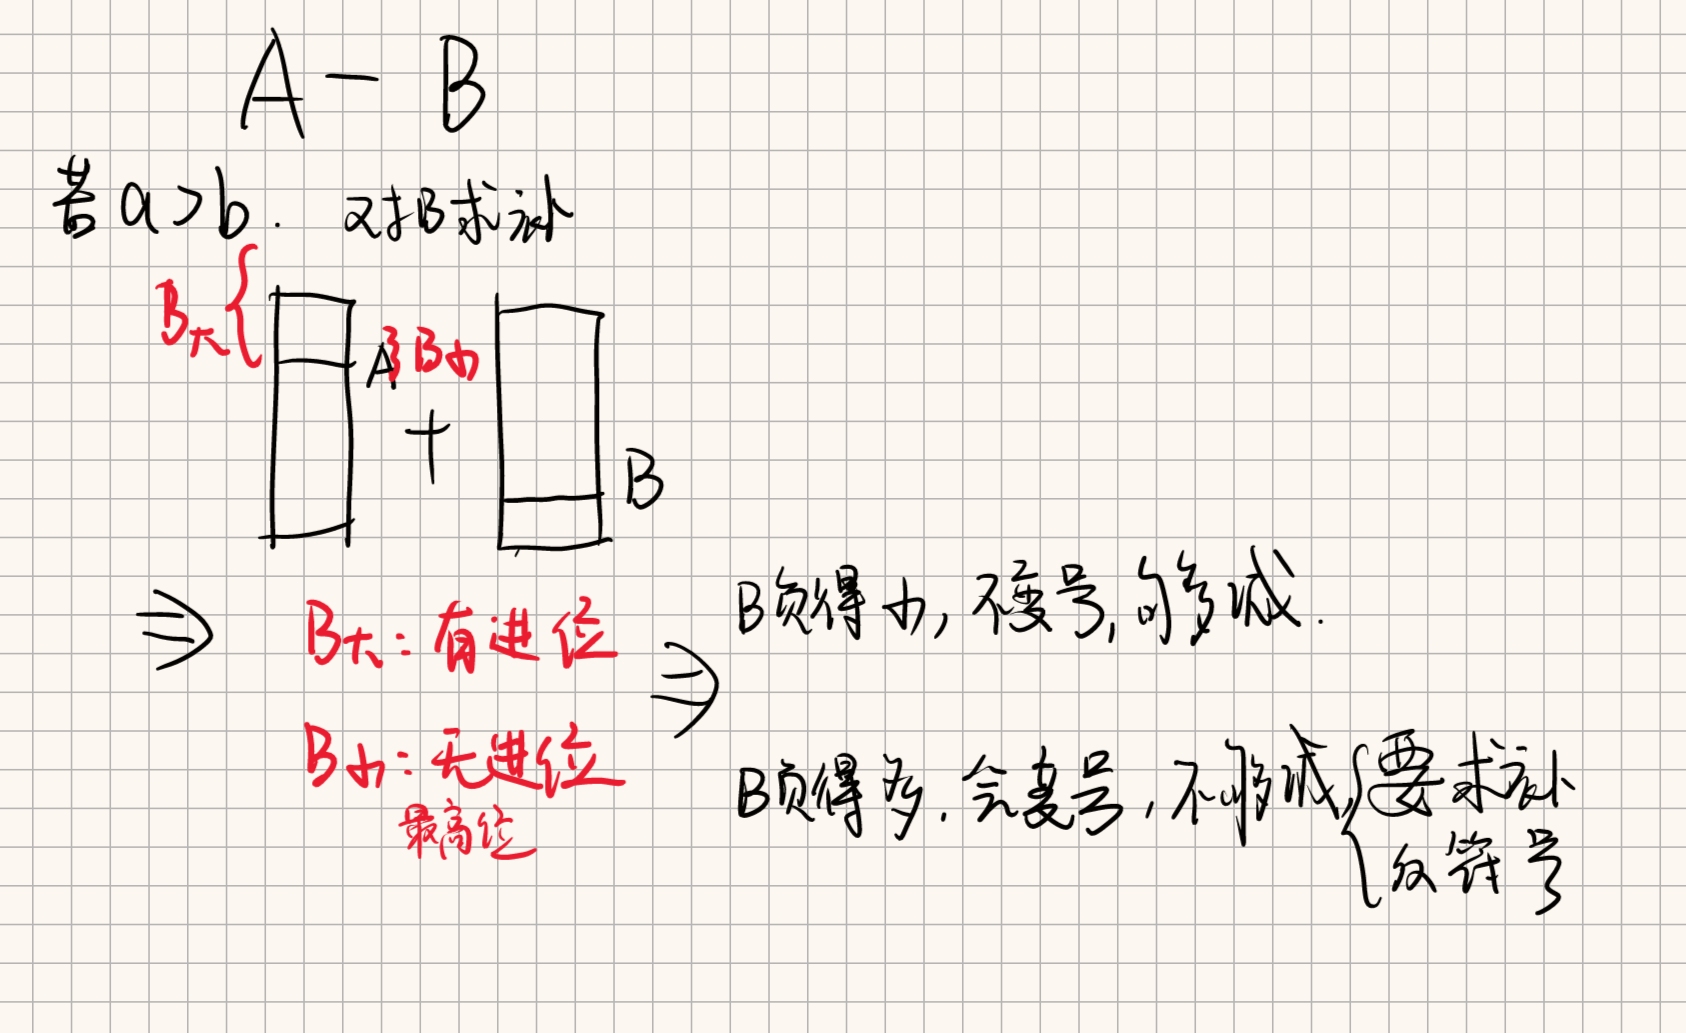 A - B
若 a>b. 对B求补
B大{
A }B小
+
B
⇒ B大: 有进位 ⇒ B负得少, 不变号, 够减.
B小: 无进位
最高位
B负得多, 会变号, 不够减, { 要求补
反符号